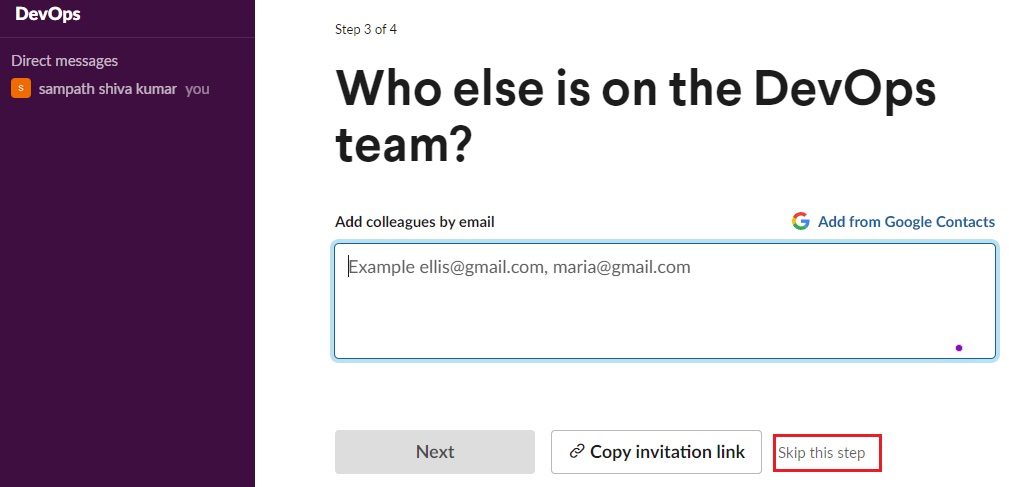 DevOps
Direct messages
s sampath shiva kumar you
Step 3 of 4
Who else is on the DevOps
team?
Add colleagues by email
G Add from Google Contacts
Example ellis@gmail.com, maria@gmail.com
Next
Copy invitation link
Skip this step